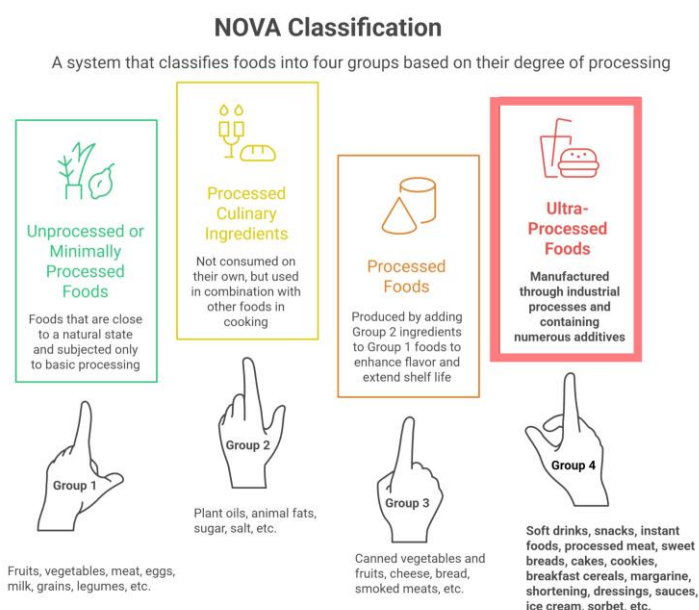 NOVA Classification
A system that classifies foods into four groups based on their degree of processing
Unprocessed or
Minimally
Processed
Foods
Foods that are close
to a natural state
and subjected only
to basic processing
Group 1
Fruits, vegetables, meat, eggs,
milk, grains, legumes, etc.
Processed
Culinary
Ingredients
Not consumed on
their own, but used
in combination with
other foods in
cooking
Group 2
Plant oils, animal fats,
sugar, salt, etc.
Processed
Foods
Produced by adding
Group 2 ingredients
to Group 1 foods to
enhance flavor and
extend shelf life
Group 3
Canned vegetables and
fruits, cheese, bread,
smoked meats, etc.
Ultra-
Processed
Foods
Manufactured
through industrial
processes and
containing
numerous additives
Group 4
Soft drinks, snacks, instant
foods, processed meat, sweet
breads, cakes, cookies,
breakfast cereals, margarine,
shortening, dressings, sauces,
ice cream, sorbet, etc.